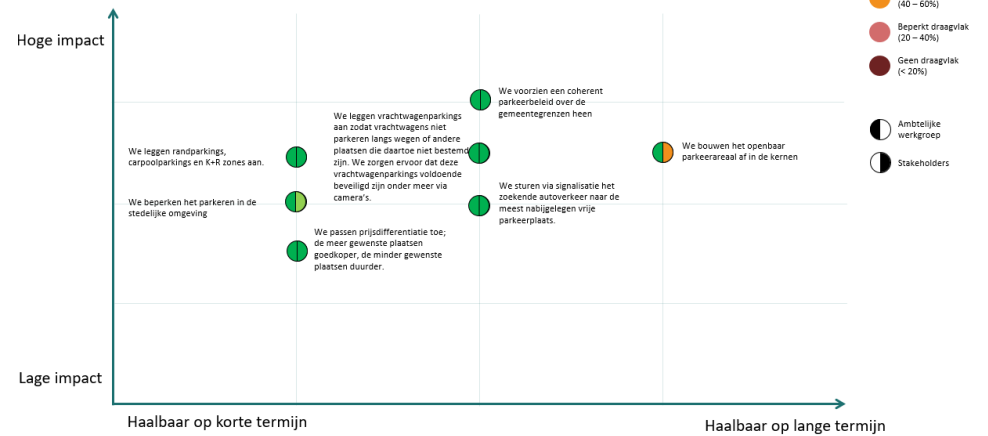 Hoge impact
We voorzien een coherent
parkeerbeleid over de
gemeentegrenzen heen
We leggen vrachtwagenparkings
aan zodat vrachtwagens niet
parkeren langs wegen of andere
plaatsen die daartoe niet bestemd
zijn. We zorgen ervoor dat deze
vrachtwagenparkings voldoende
beveiligd zijn onder meer via
camera's.
We leggen randparkings,
carpoolparkings en K+R zones aan.
We bouwen het openbaar
parkeerareaal af in de kernen
We beperken het parkeren in de
stedelijke omgeving
We sturen via signalisatie het
zoekende autoverkeer naar de
meest nabijgelegen vrije
parkeerplaats.
We passen prijsdifferentiatie toe;
de meer gewenste plaatsen
goedkoper, de minder gewenste
plaatsen duurder.
Lage impact
Haalbaar op korte termijn
Haalbaar op lange termijn
(40 – 60%)
Beperkt draagvlak
(20 – 40%)
Geen draagvlak
(< 20%)
Ambtelijke
werkgroep
Stakeholders